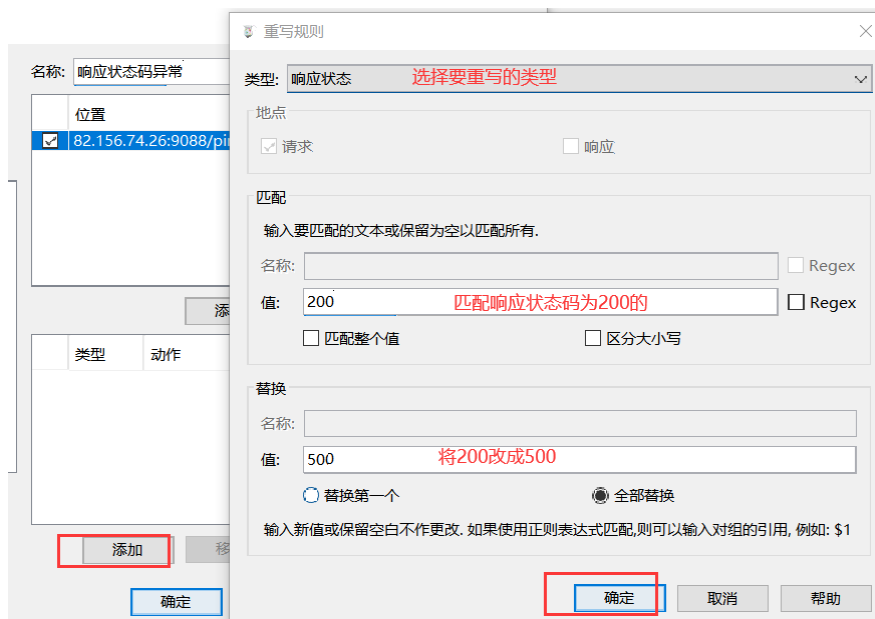 重写规则
名称: 响应状态码异常
类型: 响应状态 选择要重写的类型
地点
请求 响应
位置
82.156.74.26:9088/pi
匹配
输入要匹配的文本或保留为空以匹配所有.
名称: Regex
值: 200 匹配响应状态码为200的 Regex
匹配整个值 区分大小写
添
类型 动作
替换
名称:
值: 500 将200改成500
替换第一个 全部替换
输入新值或保留空白不作更改. 如果使用正则表达式匹配,则可以输入对组的引用, 例如: $1
添加 移
确定
确定 取消 帮助